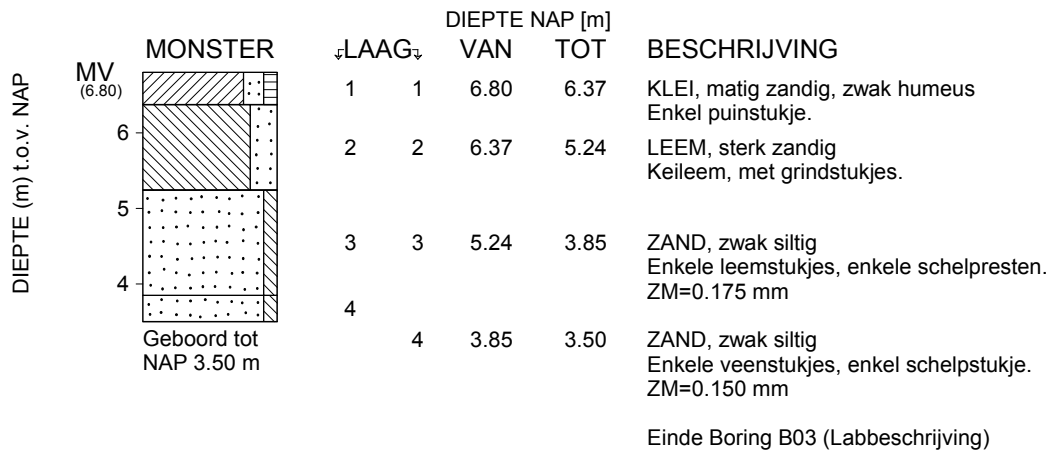 DIEPTE NAP [m]
MONSTER LAAG VAN TOT BESCHRIJVING
MV
(6.80)
DIEPTE (m) t.o.v. NAP
1 1 6.80 6.37 KLEI, matig zandig, zwak humeus
Enkel puinstukje.
6
2 2 6.37 5.24 LEEM, sterk zandig
Keileem, met grindstukjes.
5
3 3 5.24 3.85 ZAND, zwak siltig
Enkele leemstukjes, enkele schelpresten.
4
ZM=0.175 mm
4
Geboord tot
NAP 3.50 m
4 3.85 3.50 ZAND, zwak siltig
Enkele veenstukjes, enkel schelpstukje.
ZM=0.150 mm
Einde Boring B03 (Labbeschrijving)